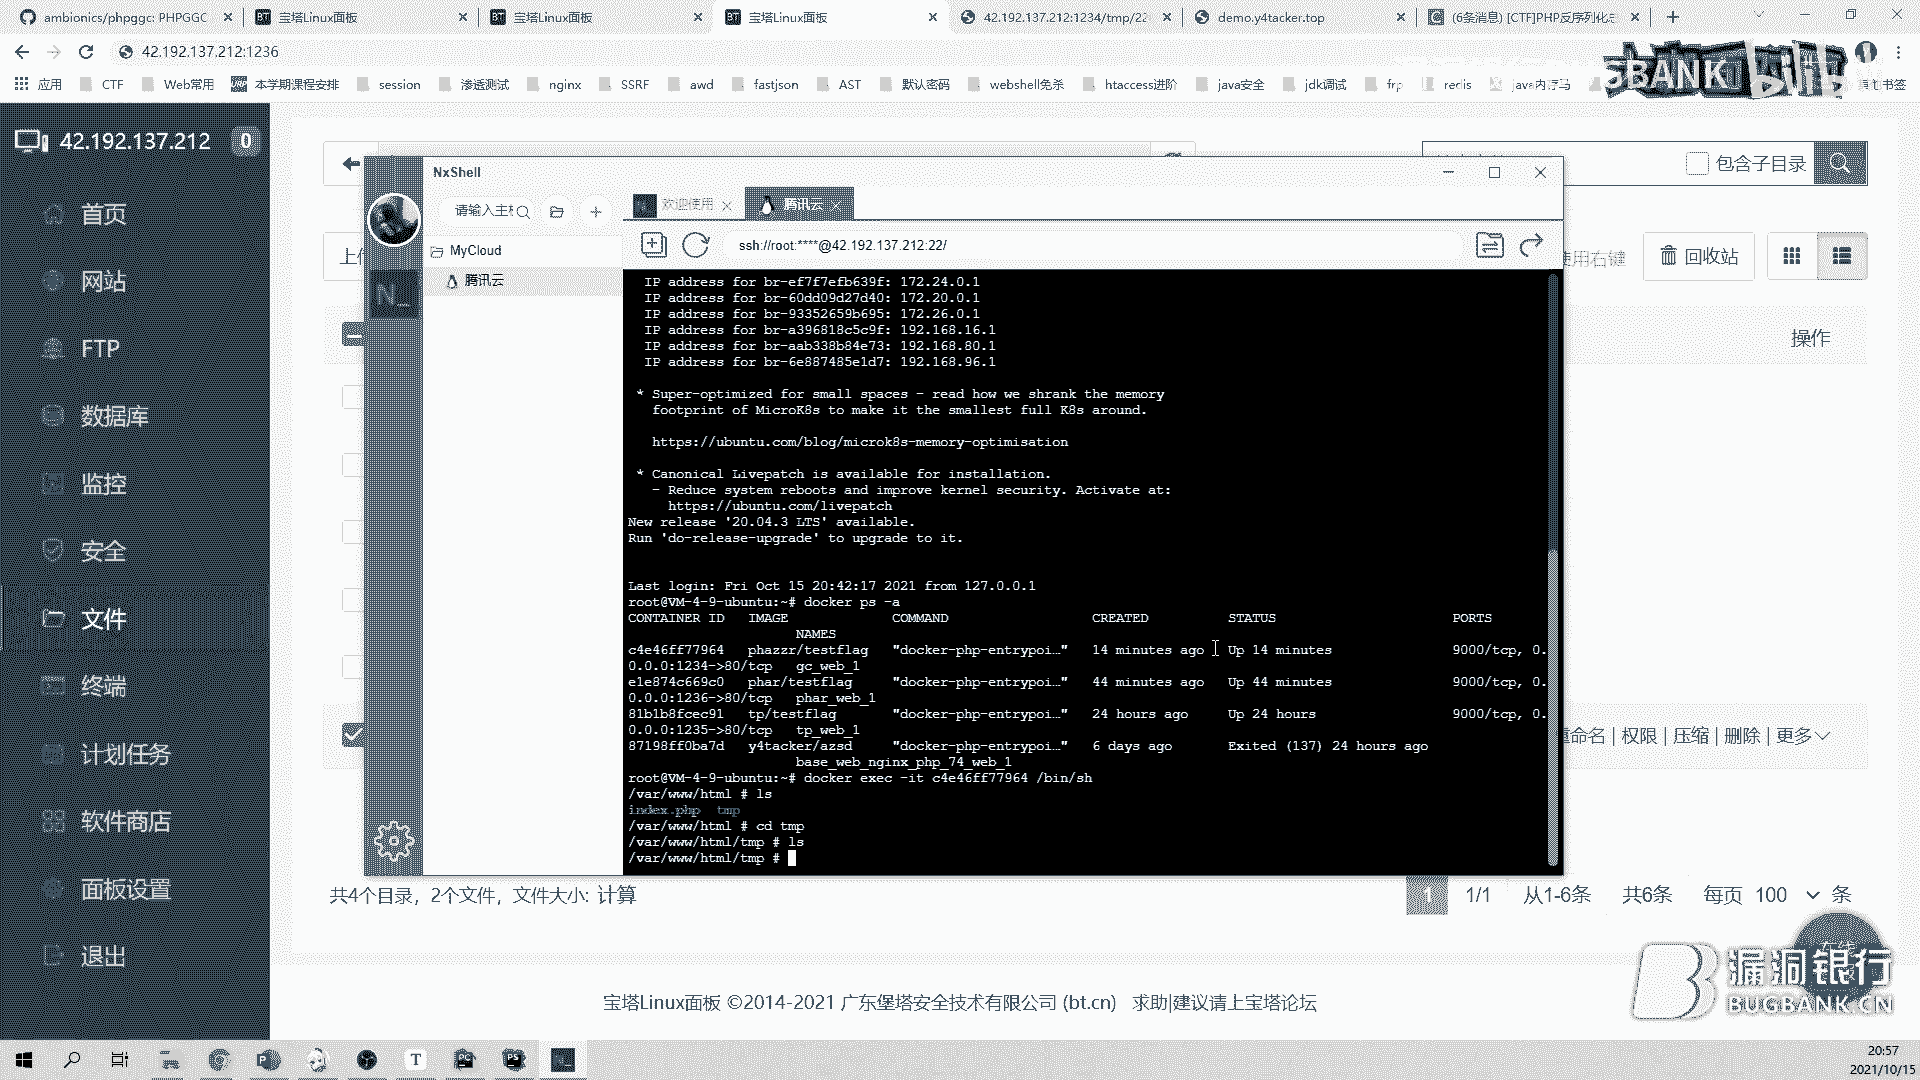 ambionics/phpggc: PHPGGC
宝塔Linux面板
宝塔Linux面板
宝塔Linux面板
42.192.137.212:1234/tmp/22
demo.y4tacker.top
(6条消息) [CTF]PHP反序列化
42.192.137.212:1236
应用
CTF
Web常用
本学期课程安排
session
渗透测试
nginx
SSRF
awd
fastjson
AST
默认密码
webshell免杀
htaccess进阶
java安全
jdk调试
frp
redis
java内存马
42.192.137.212 0
首页
网站
FTP
数据库
监控
安全
文件
终端
计划任务
软件商店
面板设置
退出
包含子目录
使用右键
回收站
操作
NxShell
请输入主
MyCloud
腾讯云
欢迎使用
腾讯云
ssh://root:****@42.192.137.212:22/
IP address for br-ef7f7efb639f: 172.24.0.1
IP address for br-60dd09d27d40: 172.20.0.1
IP address for br-93352659b695: 172.26.0.1
IP address for br-a396818c5c9f: 192.168.16.1
IP address for br-aab338b84e73: 192.168.80.1
IP address for br-6e887485e1d7: 192.168.96.1
* Super-optimized for small spaces - read how we shrank the memory
footprint of MicroK8s to make it the smallest full K8s around.
https://ubuntu.com/blog/microk8s-memory-optimisation
* Canonical Livepatch is available for installation.
- Reduce system reboots and improve kernel security. Activate at:
https://ubuntu.com/livepatch
New release '20.04.3 LTS' available.
Run 'do-release-upgrade' to upgrade to it.
Last login: Fri Oct 15 20:42:17 2021 from 127.0.0.1
root@VM-4-9-ubuntu:~# docker ps -a
CONTAINER ID IMAGE COMMAND CREATED STATUS PORTS
NAMES
c4e46ff77964 phazzr/testflag "docker-php-entrypoi…" 14 minutes ago Up 14 minutes 9000/tcp, 0.
0.0.0:1234->80/tcp gc_web_1
e1e874c669c0 phar/testflag "docker-php-entrypoi…" 44 minutes ago Up 44 minutes 9000/tcp, 0.
0.0.0:1236->80/tcp phar_web_1
81b1b8fcec91 tp/testflag "docker-php-entrypoi…" 24 hours ago Up 24 hours 9000/tcp, 0.
0.0.0:1235->80/tcp tp_web_1
87198ff0ba7d y4tacker/azsd "docker-php-entrypoi…" 6 days ago Exited (137) 24 hours ago
base_web_nginx_php_74_web_1
root@VM-4-9-ubuntu:~# docker exec -it c4e46ff77964 /bin/sh
/var/www/html # ls
index.php tmp
/var/www/html # cd tmp
/var/www/html/tmp # ls
/var/www/html/tmp #
命名 | 权限 | 压缩 | 删除 | 更多
共4个目录，2个文件，文件大小: 计算
1 1/1 从1-6条 共6条 每页 100 条
宝塔Linux面板 ©2014-2021 广东堡塔安全技术有限公司 (bt.cn) 求助|建议请上宝塔论坛
漏洞银行
BUGBANK.CN
20:57
2021/10/15